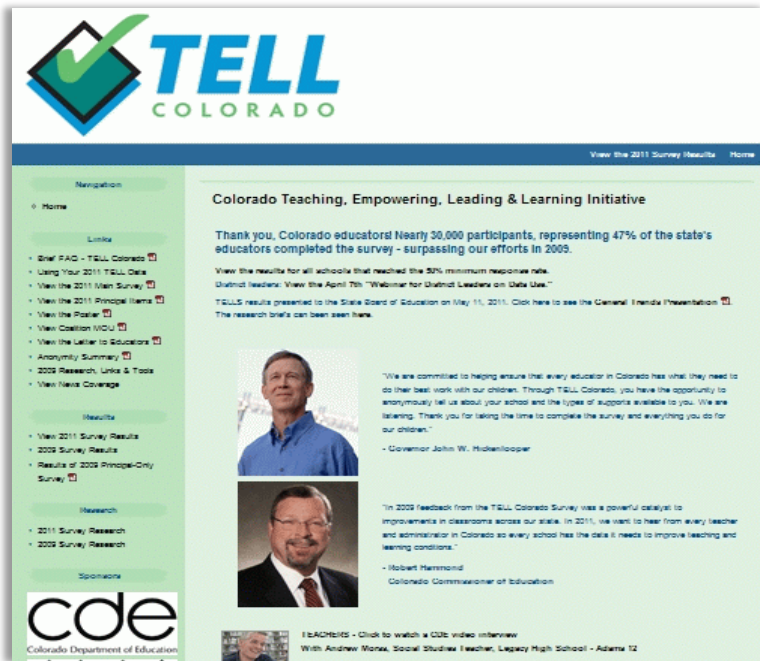 TELL
COLORADO
View the 2011 Survey Results Home
Navigation
Home
Links
Brief FAQ - TELL Colorado
Using Your 2011 TELL Data
View the 2011 Main Survey
View the 2011 Principal Items
View the Poster
View Coalition MOU
View the Letter to Educators
Anonymity Summary
2009 Research, Links & Tools
View News Coverage
Results
View 2011 Survey Results
2009 Survey Results
Results of 2009 Principal-Only
Survey
Research
2011 Survey Research
2009 Survey Research
Sponsors
cde
Colorado Department of Education
Colorado Teaching, Empowering, Leading & Learning Initiative
Thank you, Colorado educators! Nearly 30,000 participants, representing 47% of the state's
educators completed the survey - surpassing our efforts in 2009.
View the results for all schools that reached the 50% minimum response rate.
District leaders: View the April 7th "Webinar for District Leaders on Data Use."
TELLS results presented to the State Board of Education on May 11, 2011. Click here to see the General Trends Presentation
The research briefs can been seen here.
"We are committed to helping ensure that every educator in Colorado has what they need to
do their best work with our children. Through TELL Colorado, you have the opportunity to
anonymously tell us about your school and the types of supports available to you. We are
listening. Thank you for taking the time to complete the survey and everything you do for
our children."
- Governor John W. Hickenlooper
"In 2009 feedback from the TELL Colorado Survey was a powerful catalyst to
improvements in classrooms across our state. In 2011, we want to hear from every teacher
and administrator in Colorado so every school has the data it needs to improve teaching and
learning conditions."
- Robert Hammond
Colorado Commissioner of Education
TEACHERS - Click to watch a CDE video interview
With Andrew Moras, Social Studies Teacher, Legacy High School - Adams 12